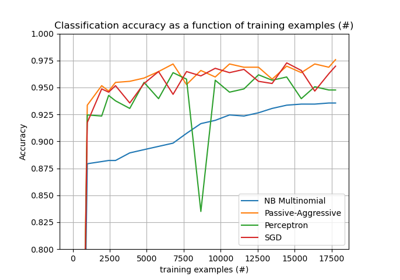 Classification accuracy as a function of training examples (#)
1.000
0.975
0.950
0.925
0.900
0.875
0.850
0.825
0.800
Accuracy
NB Multinomial
Passive-Aggressive
Perceptron
SGD
0 2500 5000 7500 10000 12500 15000 17500
training examples (#)